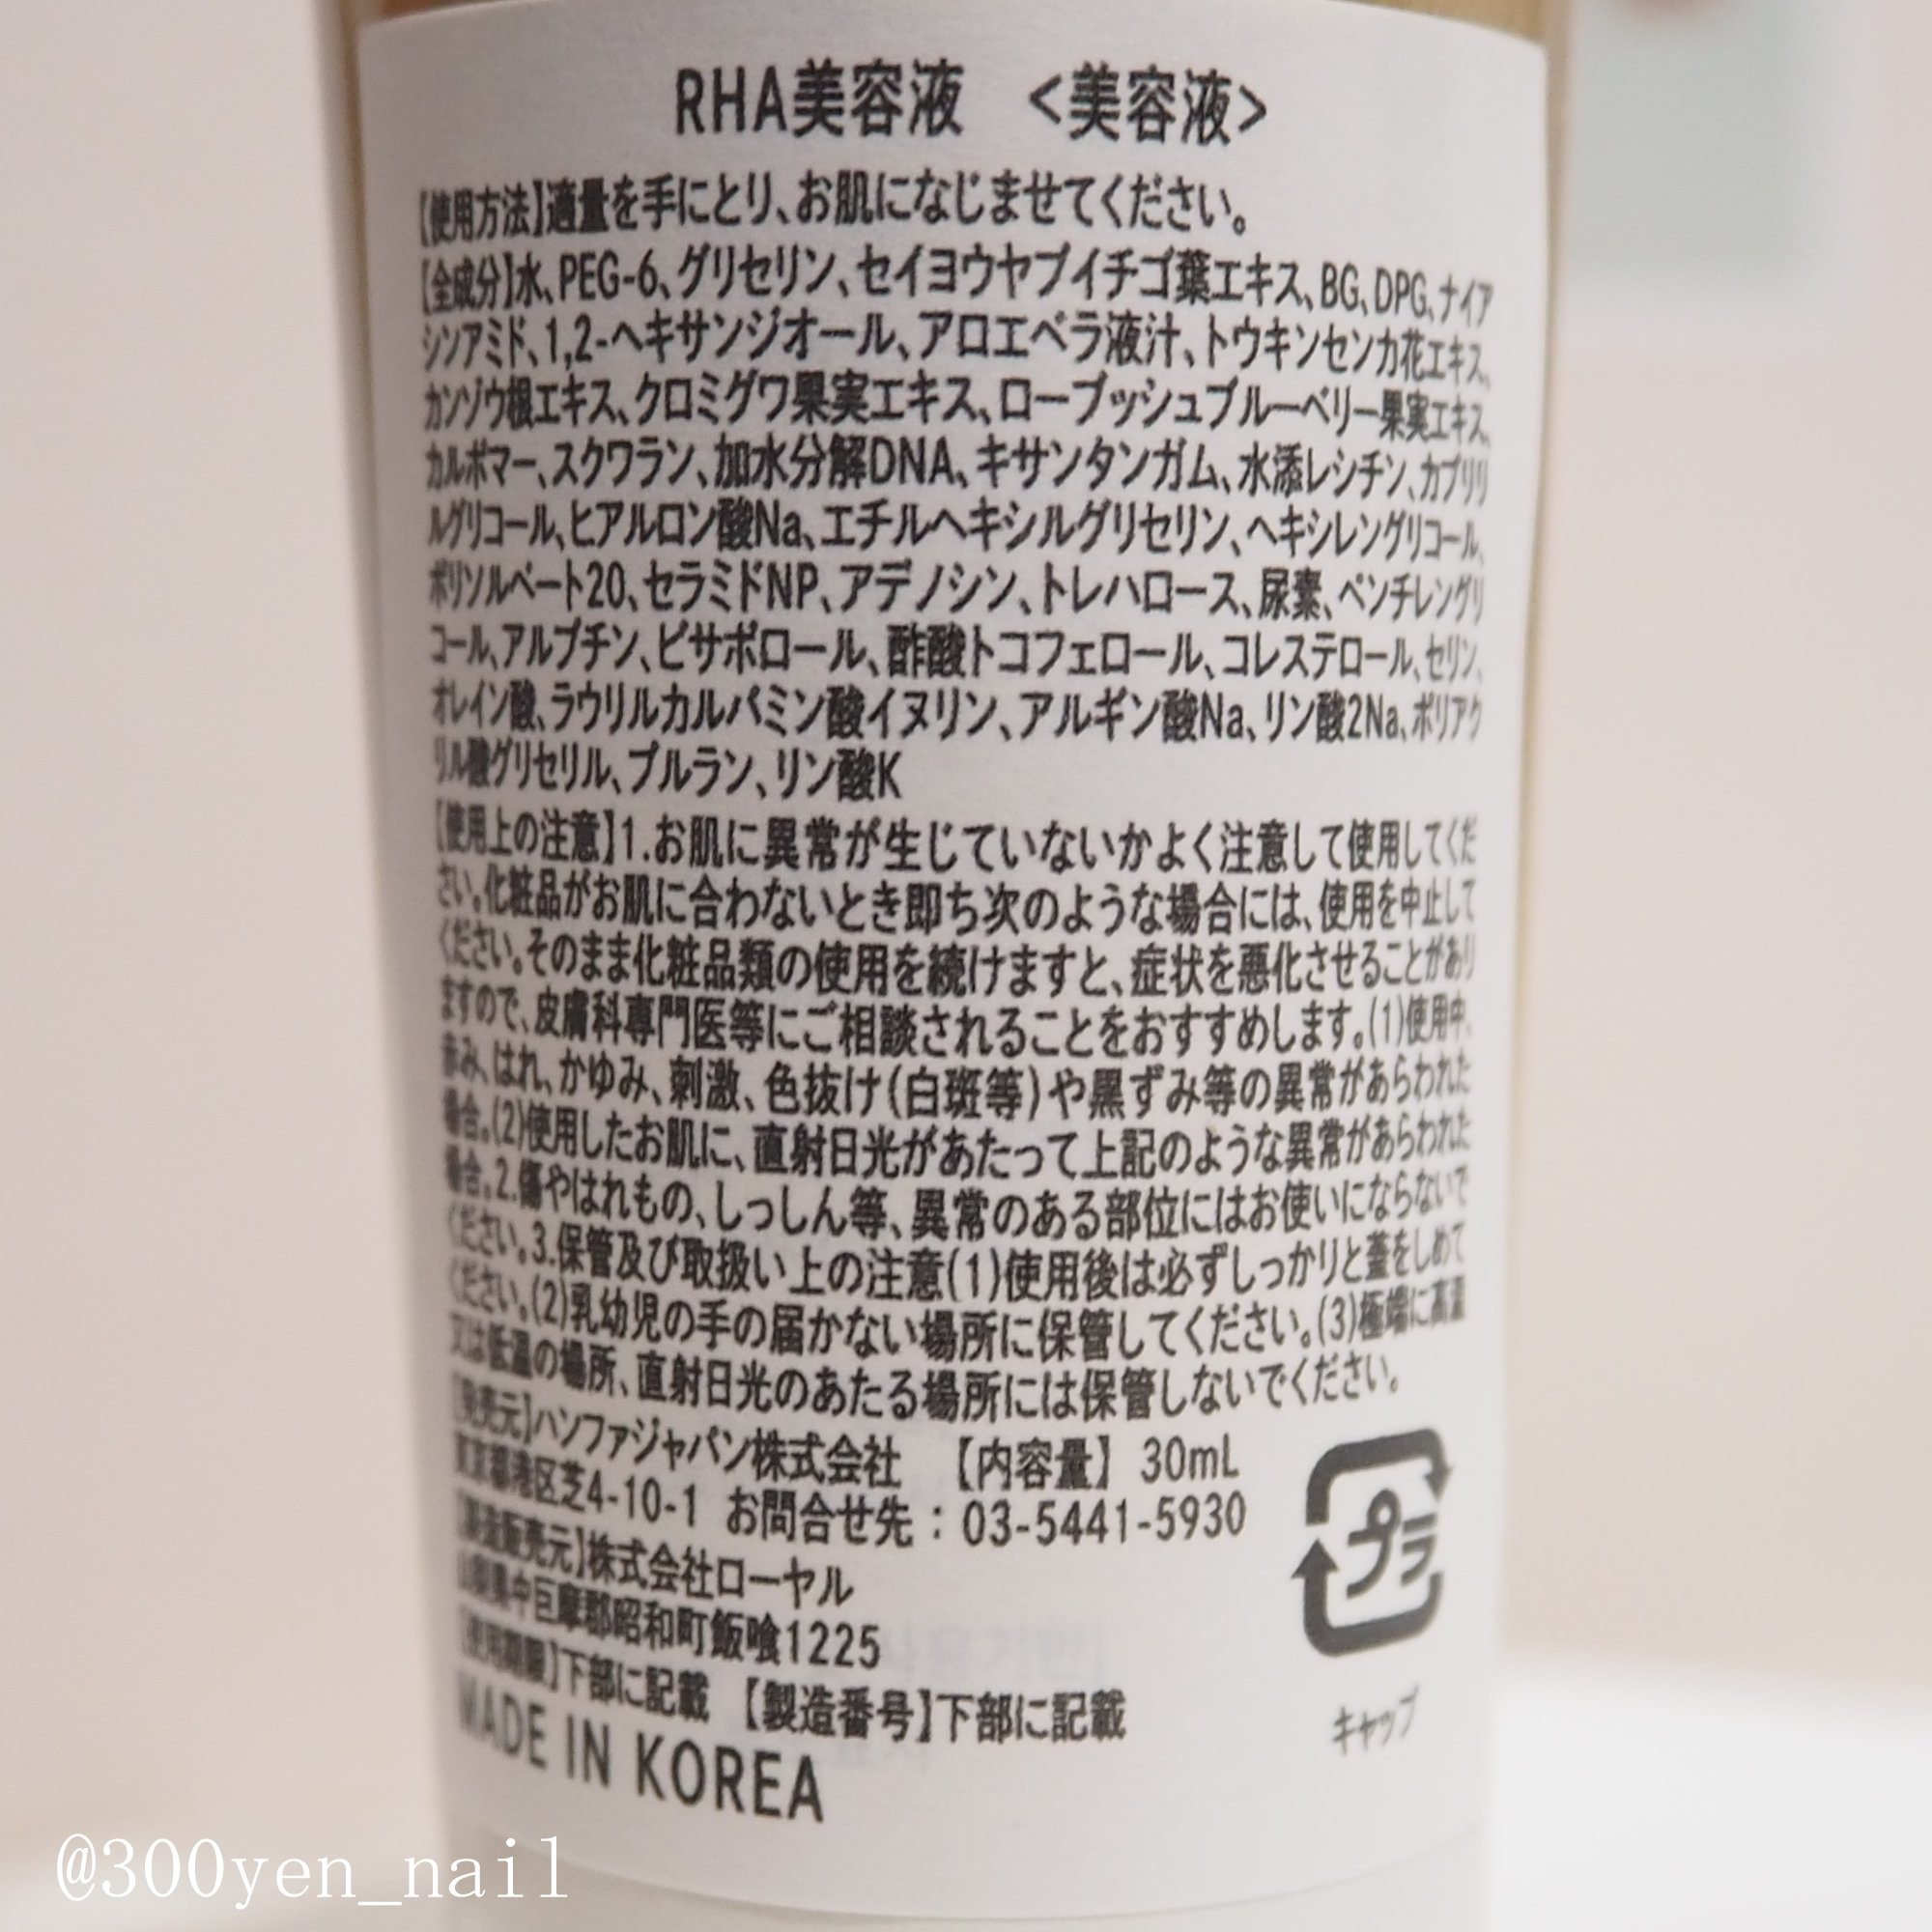 RHA美容液　<美容液>
【使用方法】適量を手にとり、お肌になじませてください。
【全成分】水、PEG-6、グリセリン、セイヨウヤブイチゴ葉エキス、BG、DPG、ナイア
シンアミド、1,2-ヘキサンジオール、アロエベラ液汁、トウキンセンカ花エキス、
カンゾウ根エキス、クロミグワ果実エキス、ローブッシュブルーベリー果実エキス、
カルボマー、スクワラン、加水分解DNA、キサンタンガム、水添レシチン、カプリリ
ルグリコール、ヒアルロン酸Na、エチルヘキシルグリセリン、ヘキシレングリコール、
ポリソルベート20、セラミドNP、アデノシン、トレハロース、尿素、ペンチレングリ
コール、アルブチン、ビサボロール、酢酸トコフェロール、コレステロール、セリン、
オレイン酸、ラウリルカルバミン酸イヌリン、アルギン酸Na、リン酸2Na、ポリアク
リル酸グリセリル、プルラン、リン酸K
【使用上の注意】1.お肌に異常が生じていないかよく注意して使用してくだ
さい。化粧品がお肌に合わないとき即ち次のような場合には、使用を中止して
ください。そのまま化粧品類の使用を続けますと、症状を悪化させることがあり
ますので、皮膚科専門医等にご相談されることをおすすめします。(1)使用中、
赤み、はれ、かゆみ、刺激、色抜け(白斑等)や黒ずみ等の異常があらわれた
場合。(2)使用したお肌に、直射日光があたって上記のような異常があらわれた
場合。2.傷やはれもの、しっしん等、異常のある部位にはお使いにならないで
ください。3.保管及び取扱い上の注意(1)使用後は必ずしっかりと蓋をしめて
ください。(2)乳幼児の手の届かない場所に保管してください。(3)極端に高温
又は低温の場所、直射日光のあたる場所には保管しないでください。
【発売元】ハンファジャパン株式会社　【内容量】 30mL
東京都港区芝4-10-1 お問合せ先：03-5441-5930
【製造販売元】株式会社ローヤル
山梨県中巨摩郡昭和町飯喰1225
【使用期限】下部に記載　【製造番号】下部に記載
MADE IN KOREA
プラ
キャップ
@300yen_nail